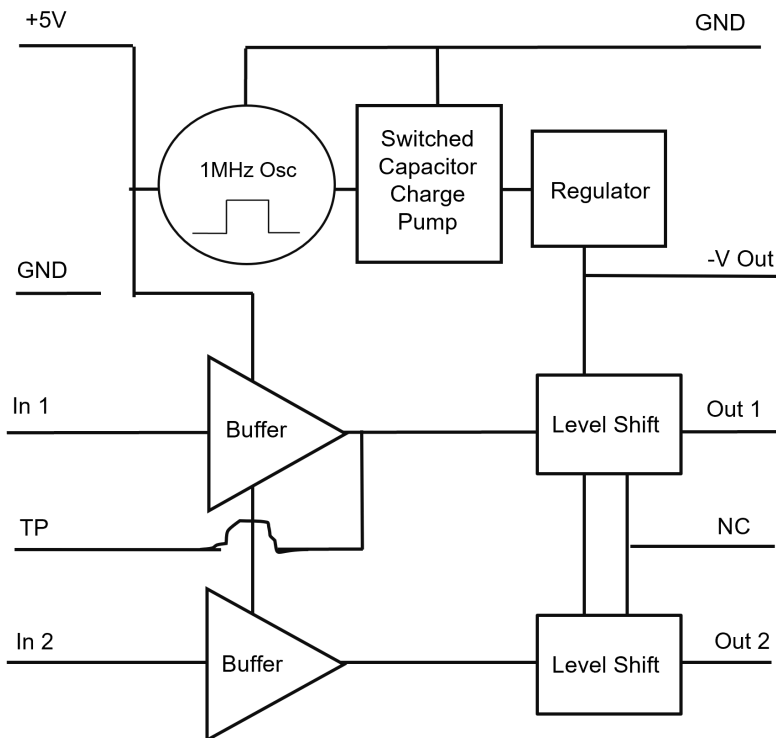 +5V
GND
1MHz Osc
Switched
Capacitor
Charge
Pump
Regulator
GND
-V Out
In 1
Buffer
Level Shift
Out 1
TP
NC
In 2
Buffer
Level Shift
Out 2